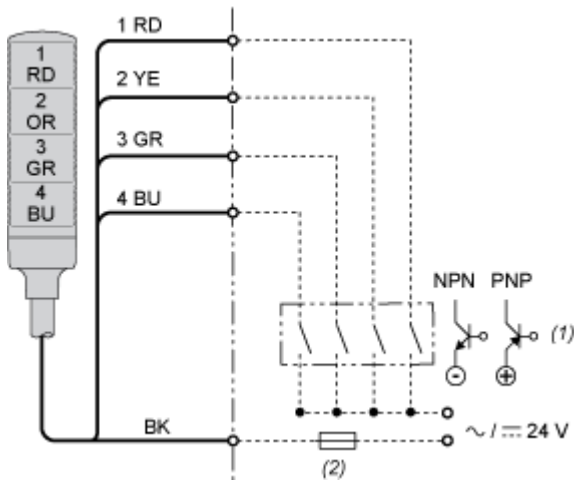 1 RD
1
RD
2 YE
2
OR
3 GR
3
GR
4 BU
4
BU
NPN PNP
(1)
-
+
BK
~ / ⎓ 24 V
(2)